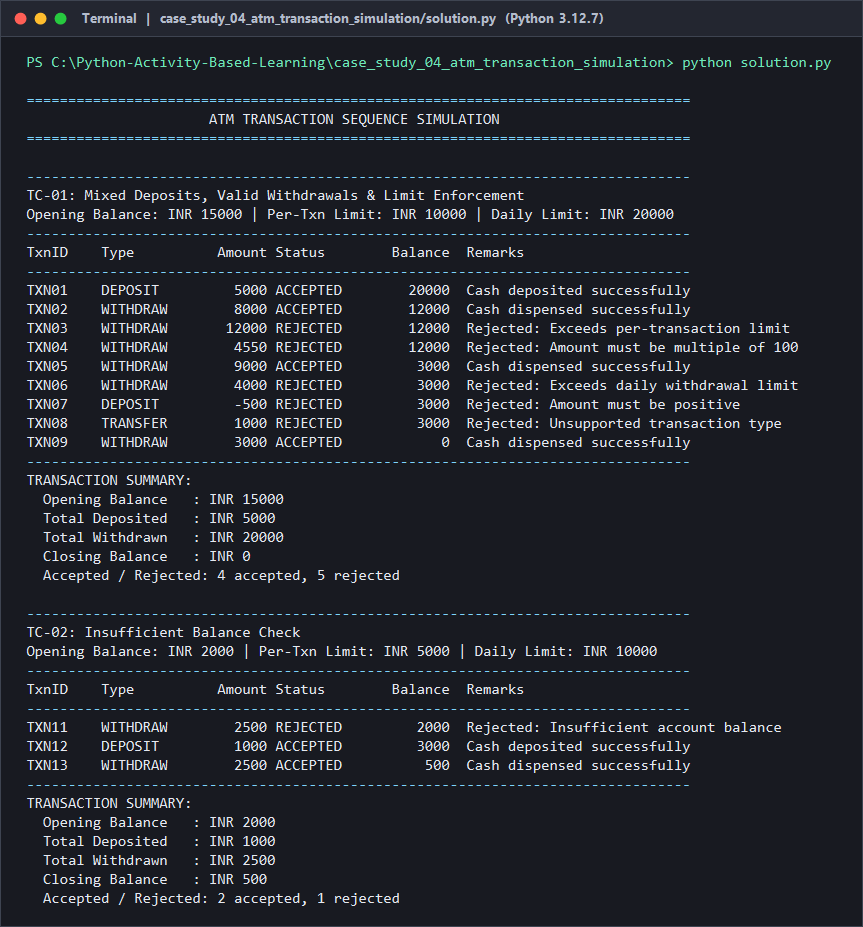 Terminal | case_study_04_atm_transaction_simulation/solution.py (Python 3.12.7)
PS C:\Python-Activity-Based-Learning\case_study_04_atm_transaction_simulation> python solution.py
================================================================================
                      ATM TRANSACTION SEQUENCE SIMULATION
================================================================================
--------------------------------------------------------------------------------
TC-01: Mixed Deposits, Valid Withdrawals & Limit Enforcement
Opening Balance: INR 15000 | Per-Txn Limit: INR 10000 | Daily Limit: INR 20000
--------------------------------------------------------------------------------
TxnID    Type          Amount Status        Balance  Remarks
--------------------------------------------------------------------------------
TXN01    DEPOSIT         5000 ACCEPTED        20000  Cash deposited successfully
TXN02    WITHDRAW        8000 ACCEPTED        12000  Cash dispensed successfully
TXN03    WITHDRAW       12000 REJECTED        12000  Rejected: Exceeds per-transaction limit
TXN04    WITHDRAW        4550 REJECTED        12000  Rejected: Amount must be multiple of 100
TXN05    WITHDRAW        9000 ACCEPTED         3000  Cash dispensed successfully
TXN06    WITHDRAW        4000 REJECTED         3000  Rejected: Exceeds daily withdrawal limit
TXN07    DEPOSIT         -500 REJECTED         3000  Rejected: Amount must be positive
TXN08    TRANSFER        1000 REJECTED         3000  Rejected: Unsupported transaction type
TXN09    WITHDRAW        3000 ACCEPTED            0  Cash dispensed successfully
--------------------------------------------------------------------------------
TRANSACTION SUMMARY:
  Opening Balance   : INR 15000
  Total Deposited   : INR 5000
  Total Withdrawn   : INR 20000
  Closing Balance   : INR 0
  Accepted / Rejected: 4 accepted, 5 rejected
--------------------------------------------------------------------------------
TC-02: Insufficient Balance Check
Opening Balance: INR 2000 | Per-Txn Limit: INR 5000 | Daily Limit: INR 10000
--------------------------------------------------------------------------------
TxnID    Type          Amount Status        Balance  Remarks
--------------------------------------------------------------------------------
TXN11    WITHDRAW        2500 REJECTED         2000  Rejected: Insufficient account balance
TXN12    DEPOSIT         1000 ACCEPTED         3000  Cash deposited successfully
TXN13    WITHDRAW        2500 ACCEPTED          500  Cash dispensed successfully
--------------------------------------------------------------------------------
TRANSACTION SUMMARY:
  Opening Balance   : INR 2000
  Total Deposited   : INR 1000
  Total Withdrawn   : INR 2500
  Closing Balance   : INR 500
  Accepted / Rejected: 2 accepted, 1 rejected